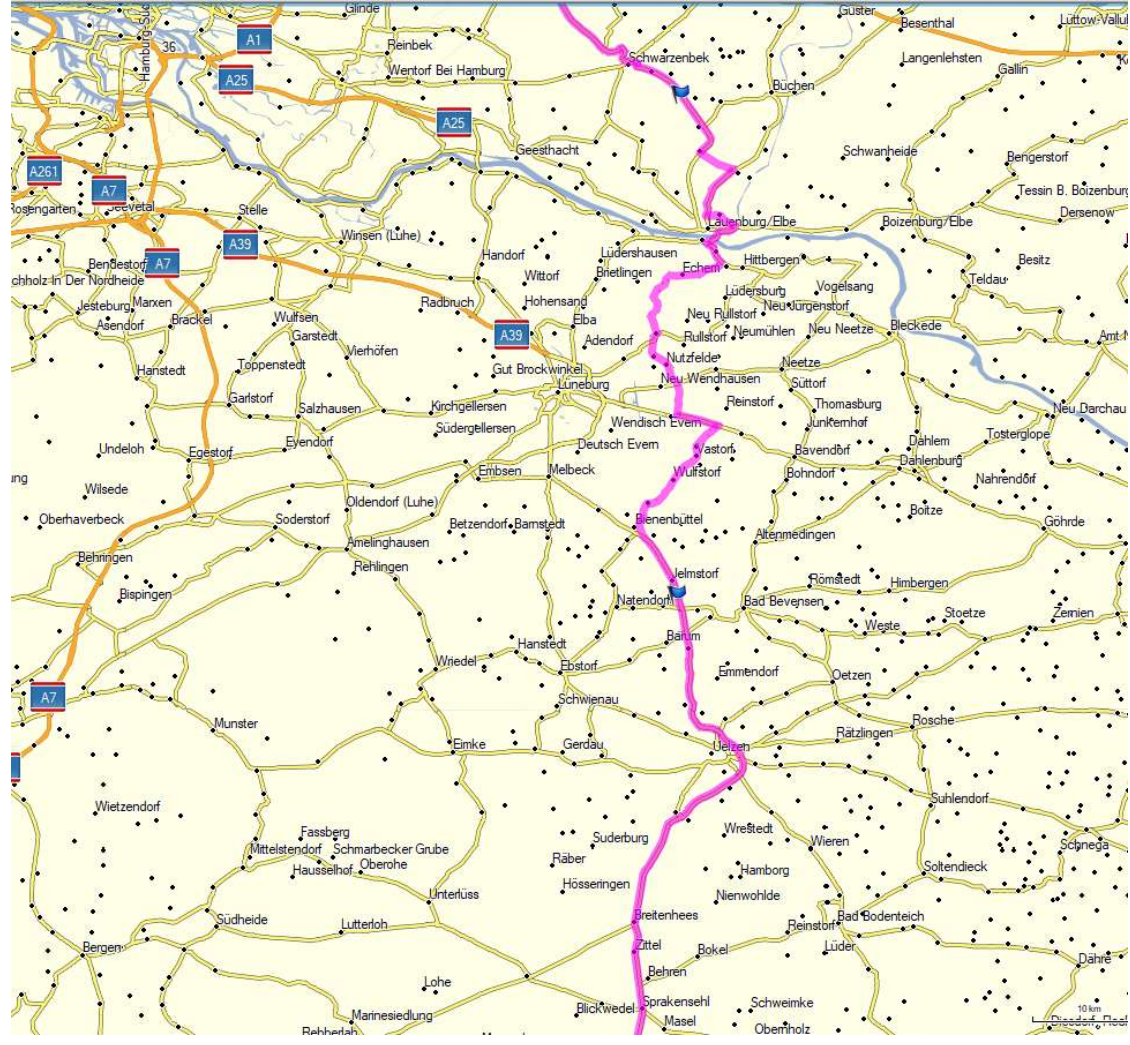 Glinde
Güster
Besenthal
Lüttow-Valluh
Hamburg-Süd
A1
36
Reinbek
Schwarzenbek
Langenlehsten
Gallin
A25
Wentorf Bei Hamburg
Büchen
A25
Geesthacht
Schwanheide
Bengerstorf
A261
A7
Tessin B. Boizenburg
Rosengarten
Seevetal
Stelle
Lauenburg/Elbe
Boizenburg/Elbe
Dersenow
A39
Winsen (Luhe)
Handorf
Lüdershausen
Hittbergen
Bendestorf
A7
Wittorf
Brietlingen
Echem
Besitz
chholz In Der Nordheide
Lüdersburg
Vogelsang
Teldau
Jesteburg
Marxen
Radbruch
Hohensand
Neu Jürgenstorf
Asendorf
Brackel
Wulfsen
Elba
Neu Rullstorf
Neumühlen
Neu Neetze
Bleckede
Garstedt
A39
Adendorf
Rullstorf
Amt N
Toppenstedt
Vierhöfen
Nutzfelde
Neetze
Hanstedt
Gut Brockwinkel
Lüneburg
Neu Wendhausen
Süttorf
Garlstorf
Salzhausen
Kirchgellersen
Reinstorf
Thomasburg
Neu Darchau
Südergellersen
Wendisch Evern
Junkernhof
Tosterglope
Undeloh
Eyendorf
Deutsch Evern
Vastorf
Bavendorf
Dahlem
Egestorf
Embsen
Melbeck
Wulfstorf
Bohndorf
Dahlenburg
Nahrendorf
Wilsede
Oldendorf (Luhe)
Boitze
Oberhaverbeck
Soderstorf
Betzendorf
Barnstedt
Bienenbüttel
Göhrde
Amelinghausen
Altenmedingen
Behringen
Rehlingen
Jelmstorf
Römstedt
Himbergen
Bispingen
Natendorf
Bad Bevensen
Stoetze
Zernien
Weste
Hanstedt
Barum
Wriedel
Ebstorf
Emmendorf
Oetzen
A7
Schwienau
Munster
Rosche
Eimke
Gerdau
Uelzen
Rätzlingen
Wietzendorf
Suhlendorf
Fassberg
Suderburg
Wrestedt
Wieren
Schnega
Mittelstendorf
Schmarbecker Grube
Räber
Oberohe
Hausselhof
Hösseringen
Hamborg
Soltendieck
Unterlüss
Nienwohlde
Südheide
Lutterloh
Breitenhees
Reinstorf
Bad Bodenteich
Bergen
Zittel
Bokel
Lüder
Dähre
Behren
Lohe
Blickwedel
Sprakensehl
Schweimke
10 km
Marinesiedlung
Masel
Obernholz
Rebberlah